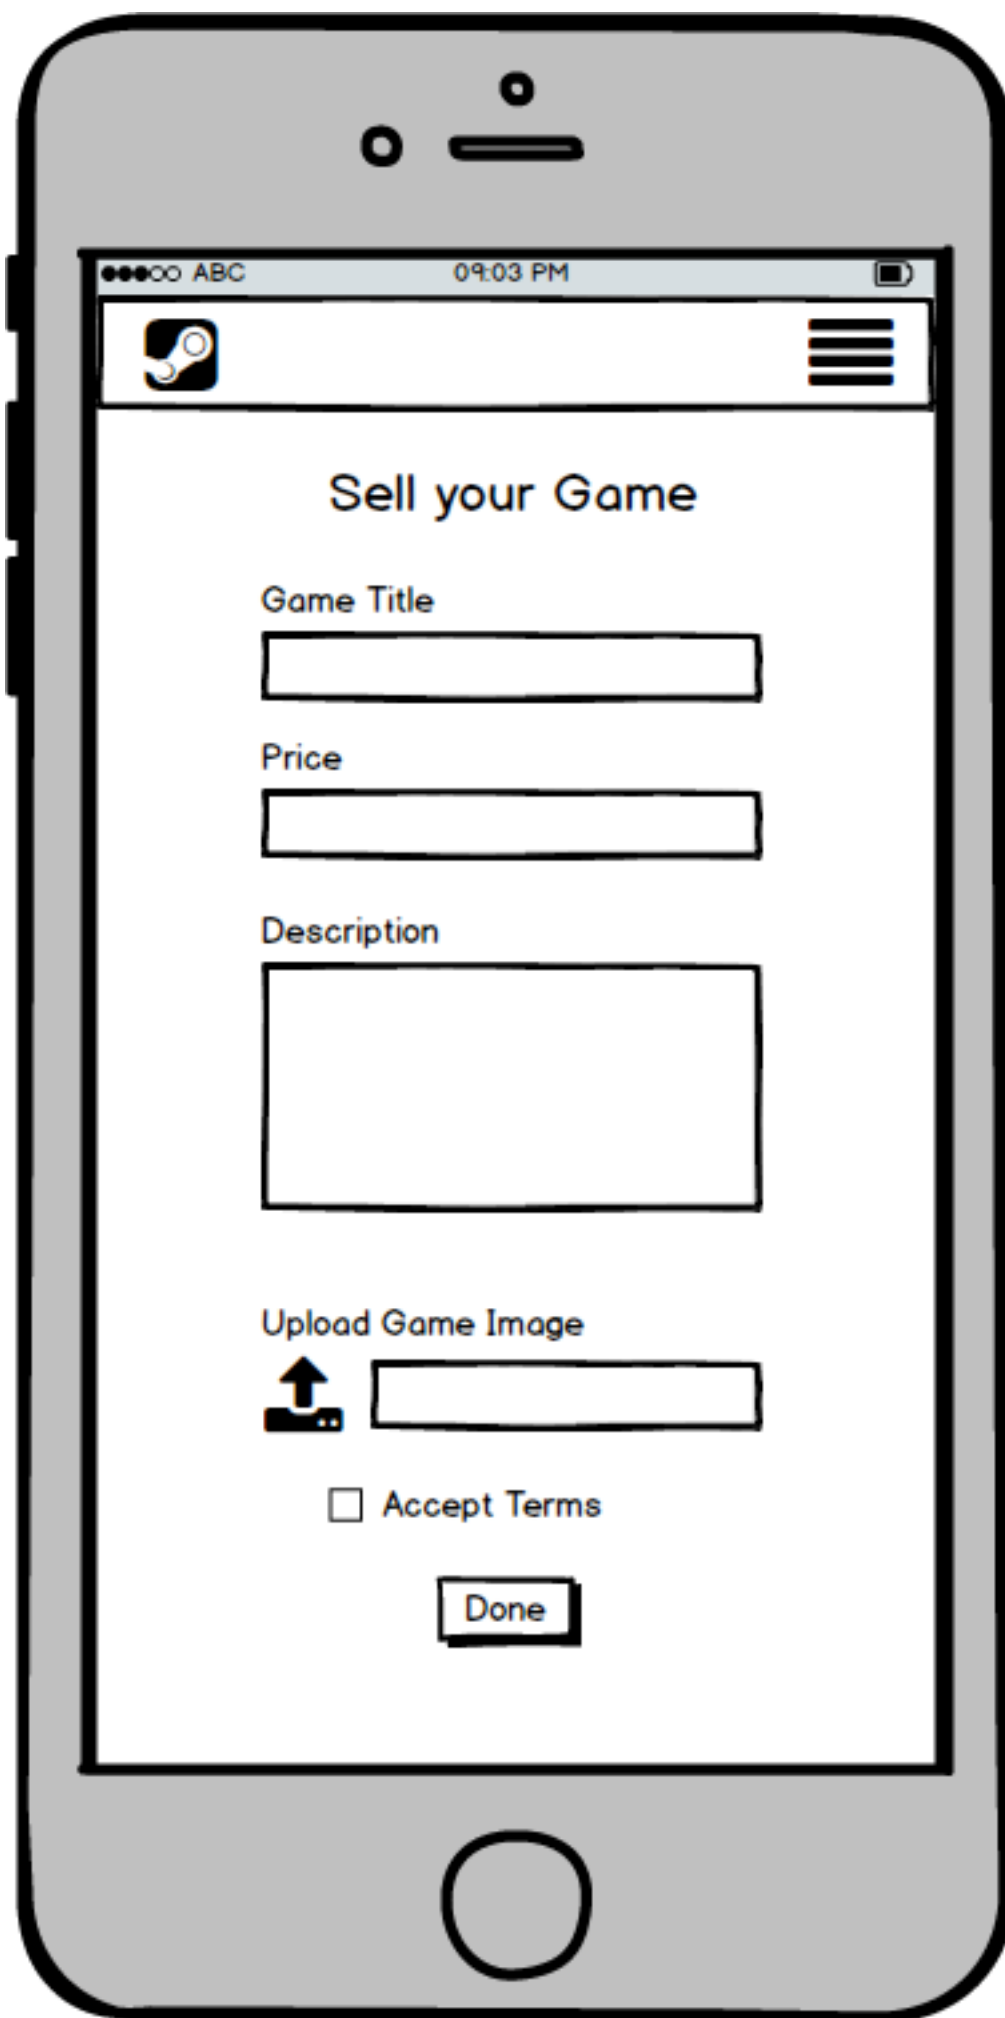 ABC 09:03 PM
Sell your Game
Game Title
Price
Description
Upload Game Image
Accept Terms
Done